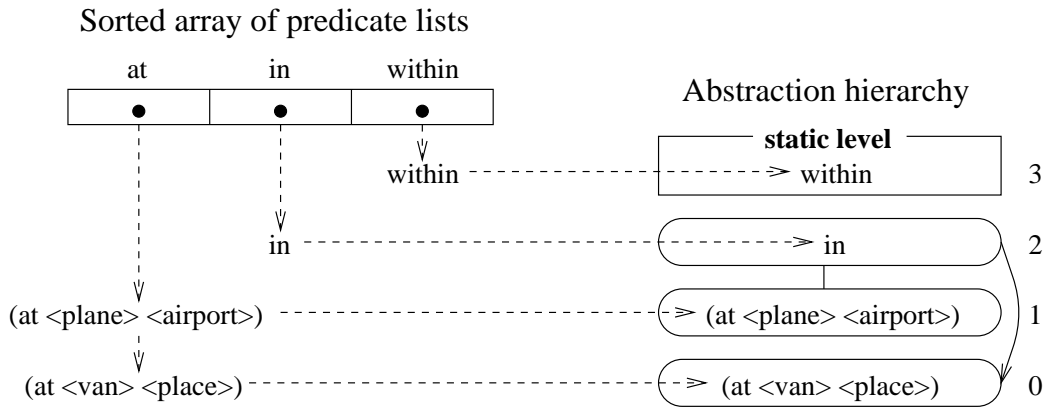 Sorted array of predicate lists
at in within
Abstraction hierarchy
static level
within within 3
in in 2
(at <plane> <airport>) (at <plane> <airport>) 1
(at <van> <place>) (at <van> <place>) 0